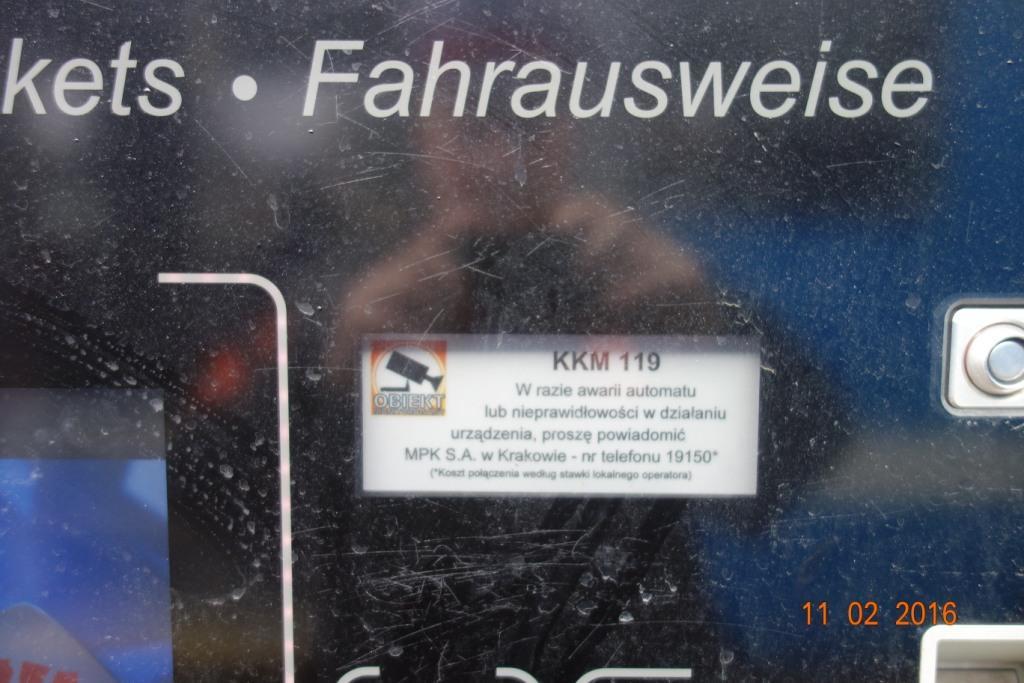 kets • Fahrausweise
KKM 119
OBIEKT
W razie awarii automatu
lub nieprawidłowości w działaniu
urządzenia, proszę powiadomić
MPK S.A. w Krakowie - nr telefonu 19150*
(*Koszt połączenia według stawki lokalnego operatora)
11 02 2016